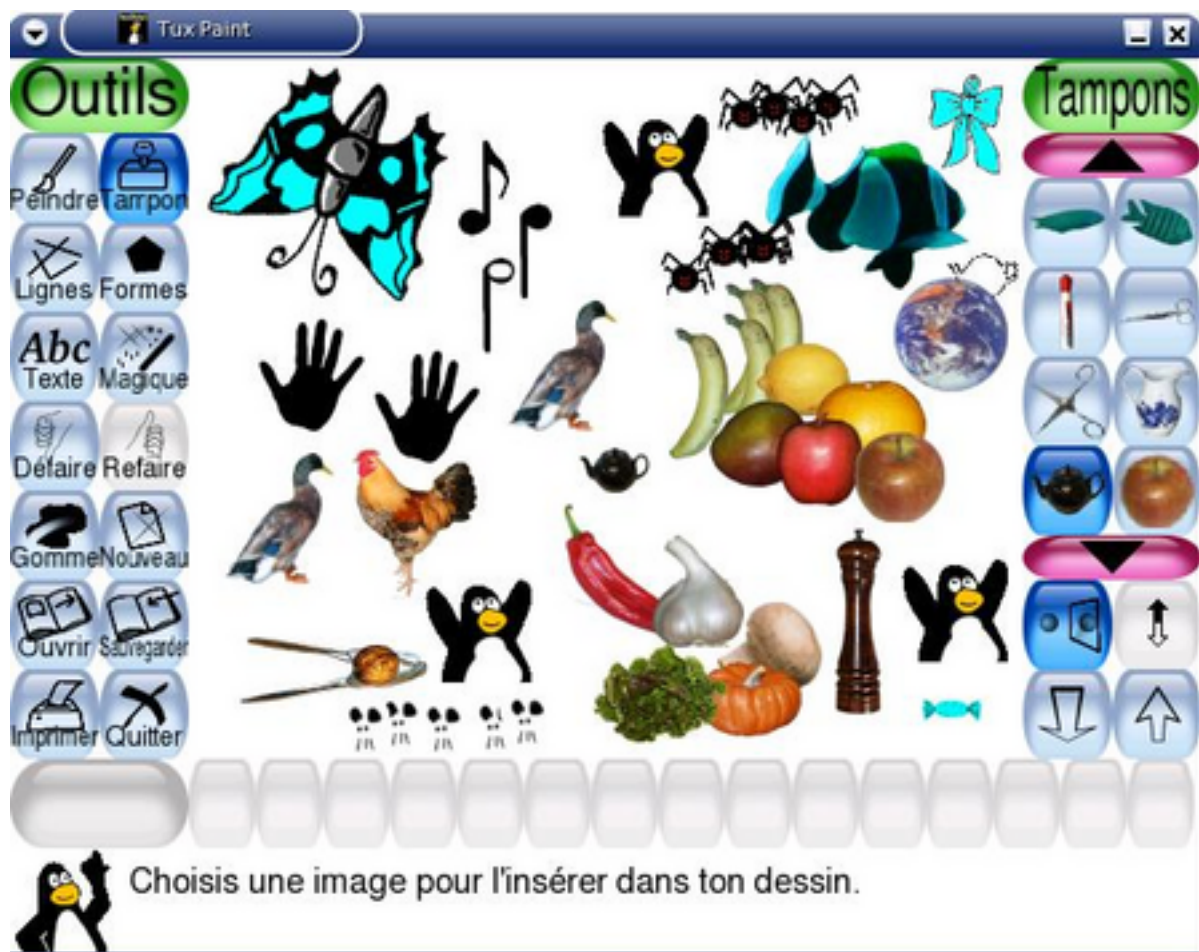 Tux Paint
Outils
Tampons
Peindre Tampon
Lignes Formes
Abc
Texte Magique
Défaire Refaire
Gomme Nouveau
Ouvrir Sauvegarder
Imprimer Quitter
Choisis une image pour l'insérer dans ton dessin.